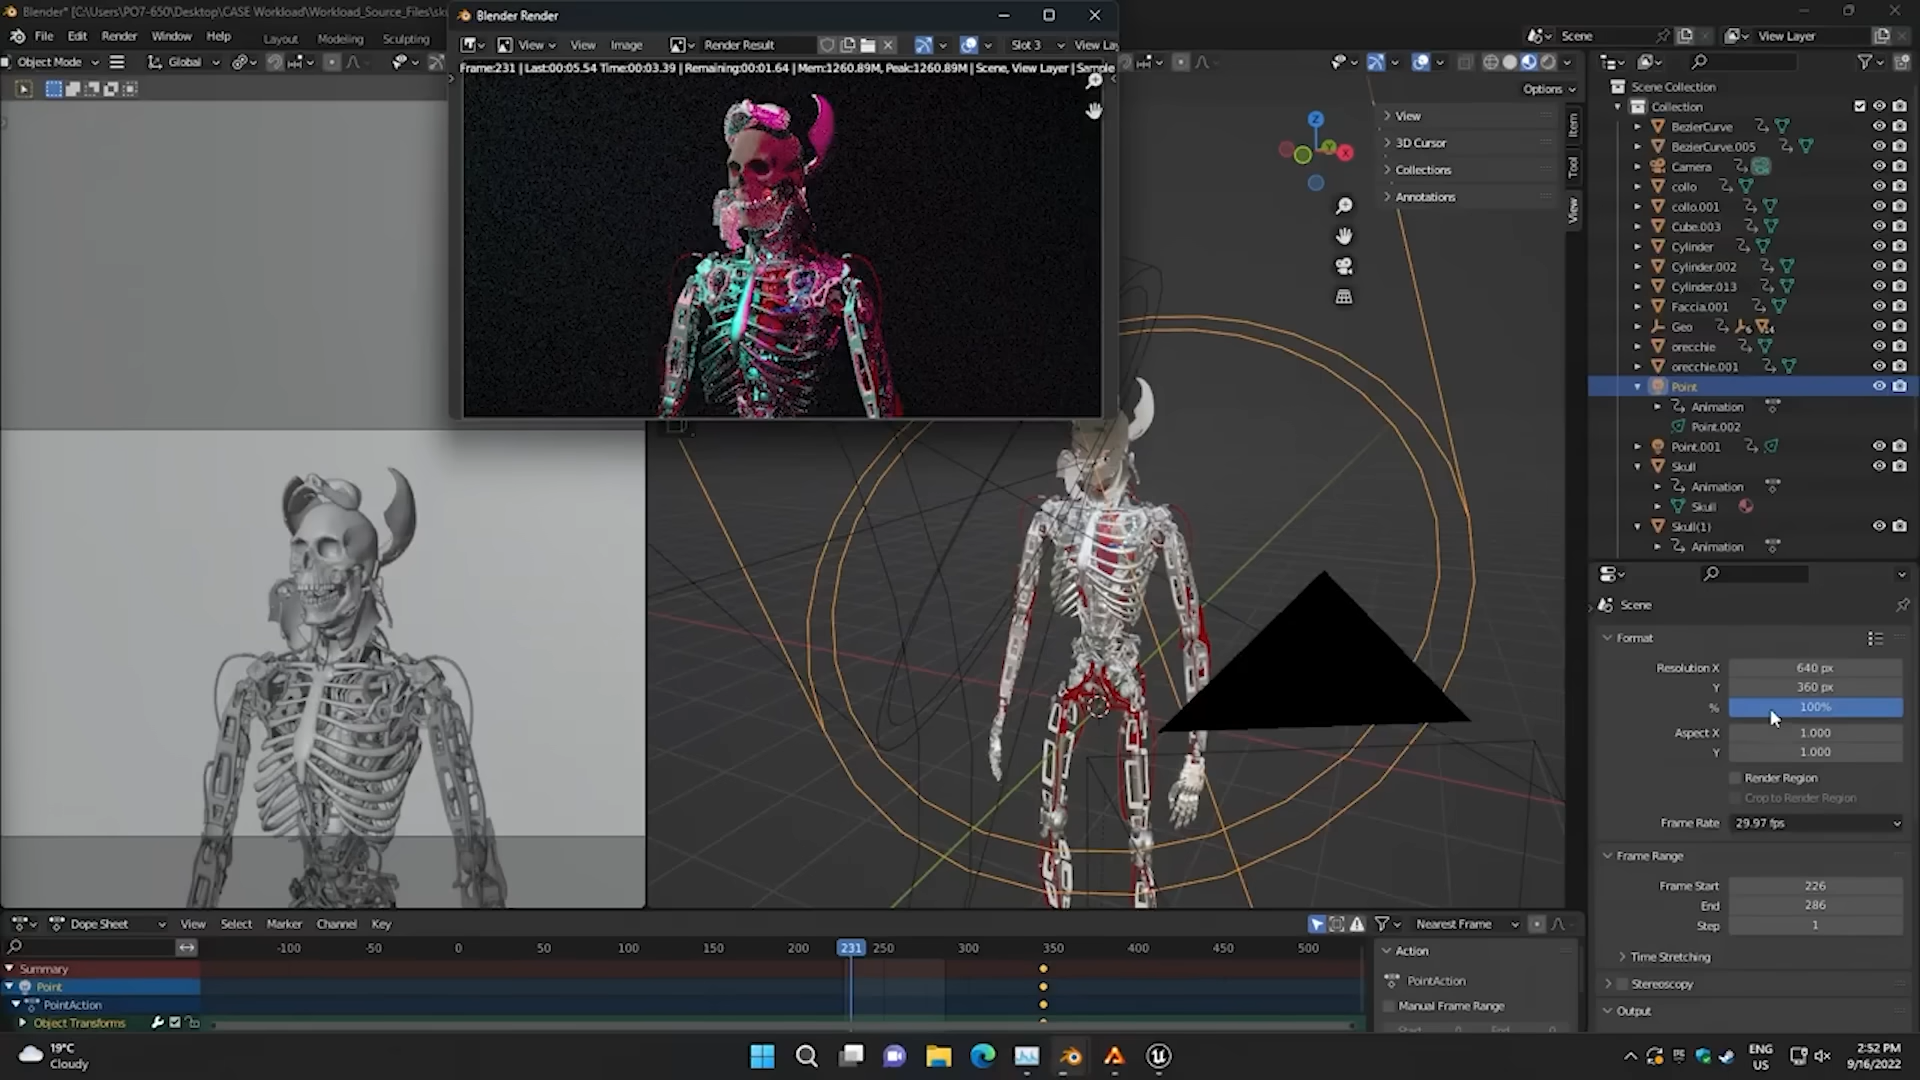 Blender* [C:\Users\PO7-650\Desktop\CASE Workload\Workload_Source_Files\sku
Blender Render
File Edit Render Window Help Layout Modeling Sculpting
Scene View Layer
View View Image Render Result Slot 3 View La
Object Mode Global
Frame:231 | Last:00:05.54 Time:00:03.39 | Remaining:00:01.64 | Mem:1260.89M, Peak:1260.89M | Scene, View Layer | Sample
Options
View
3D Cursor
Collections
Annotations
Item
Tool
View
X
Y
Z
Scene Collection
Collection
BezierCurve
BezierCurve.005
Camera
collo
collo.001
Cube.003
Cylinder
Cylinder.002
Cylinder.013
Faccia.001
Geo 6 14
orecchie
orecchie.001
Point
Animation
Point.002
Point.001
Skull
Animation
Skull
Skull(1)
Animation
Scene
Format
Resolution X 640 px
Y 360 px
% 100%
Aspect X 1.000
Y 1.000
Render Region
Crop to Render Region
Frame Rate 29.97 fps
Frame Range
Frame Start 226
End 286
Step 1
Time Stretching
Stereoscopy
Output
Dope Sheet View Select Marker Channel Key Nearest Frame
-100 -50 0 50 100 150 200 231 250 300 350 400 450 500
Summary
Point
PointAction
Object Transforms
Action
PointAction
Manual Frame Range
Start 0 End 0
19°C
Cloudy
ENG
US
2:52 PM
9/16/2022